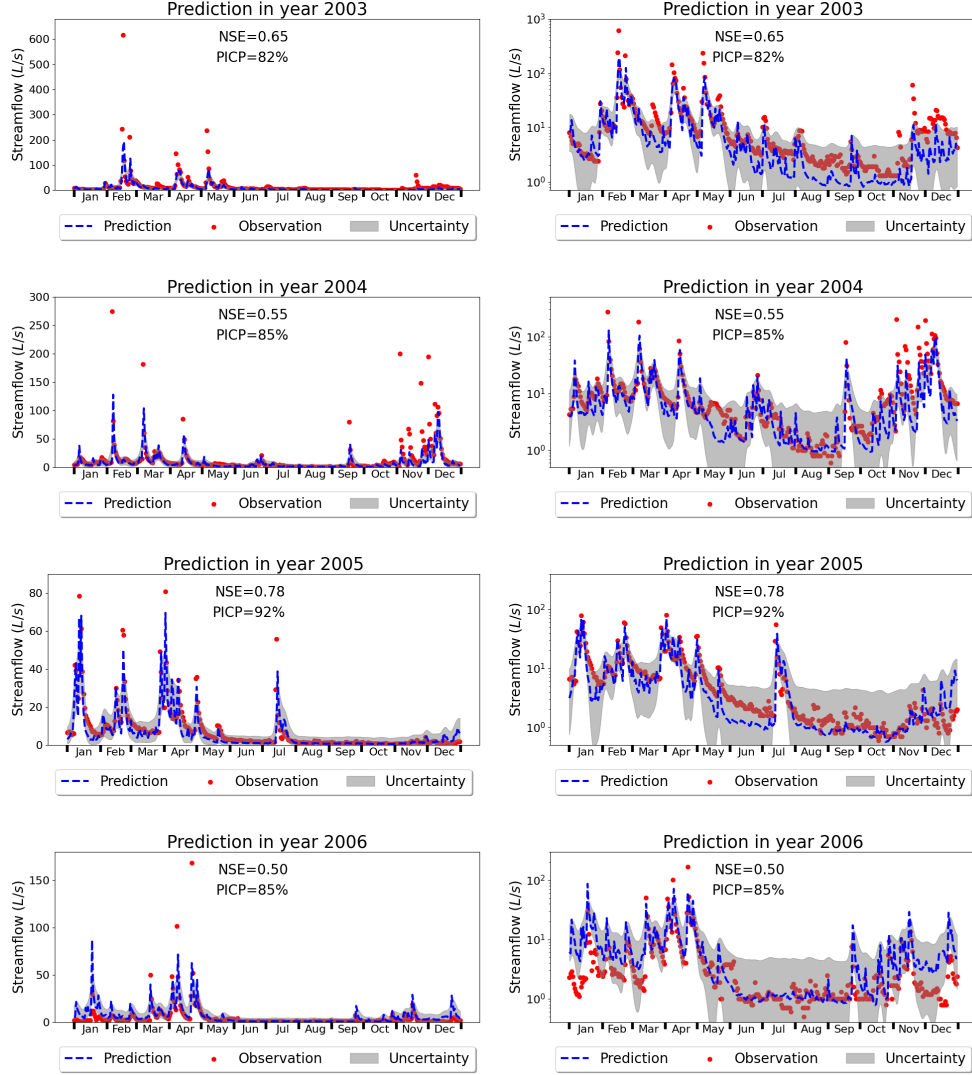 Prediction in year 2003
NSE=0.65
PICP=82%
Streamflow (L/s)
600
500
400
300
200
100
0
Jan Feb Mar Apr May Jun Jul Aug Sep Oct Nov Dec
Prediction Observation Uncertainty
Prediction in year 2003
NSE=0.65
PICP=82%
Streamflow (L/s)
10³
10²
10¹
10⁰
Jan Feb Mar Apr May Jun Jul Aug Sep Oct Nov Dec
Prediction Observation Uncertainty
Prediction in year 2004
NSE=0.55
PICP=85%
Streamflow (L/s)
300
250
200
150
100
50
0
Jan Feb Mar Apr May Jun Jul Aug Sep Oct Nov Dec
Prediction Observation Uncertainty
Prediction in year 2004
NSE=0.55
PICP=85%
Streamflow (L/s)
10²
10¹
10⁰
Jan Feb Mar Apr May Jun Jul Aug Sep Oct Nov Dec
Prediction Observation Uncertainty
Prediction in year 2005
NSE=0.78
PICP=92%
Streamflow (L/s)
80
60
40
20
0
Jan Feb Mar Apr May Jun Jul Aug Sep Oct Nov Dec
Prediction Observation Uncertainty
Prediction in year 2005
NSE=0.78
PICP=92%
Streamflow (L/s)
10²
10¹
10⁰
Jan Feb Mar Apr May Jun Jul Aug Sep Oct Nov Dec
Prediction Observation Uncertainty
Prediction in year 2006
NSE=0.50
PICP=85%
Streamflow (L/s)
150
100
50
0
Jan Feb Mar Apr May Jun Jul Aug Sep Oct Nov Dec
Prediction Observation Uncertainty
Prediction in year 2006
NSE=0.50
PICP=85%
Streamflow (L/s)
10²
10¹
10⁰
Jan Feb Mar Apr May Jun Jul Aug Sep Oct Nov Dec
Prediction Observation Uncertainty